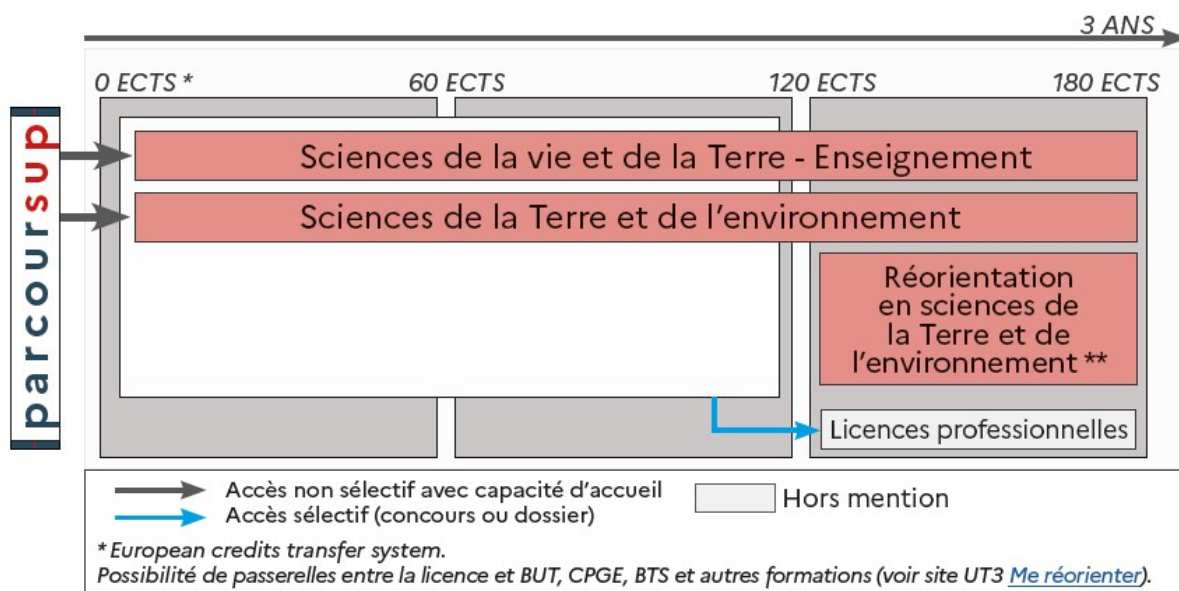 3 ANS
0 ECTS *
60 ECTS
120 ECTS
180 ECTS
parcoursup
Sciences de la vie et de la Terre - Enseignement
Sciences de la Terre et de l'environnement
Réorientation
en sciences de
la Terre et de
l'environnement **
Licences professionnelles
Accès non sélectif avec capacité d'accueil
Hors mention
Accès sélectif (concours ou dossier)
* European credits transfer system.
Possibilité de passerelles entre la licence et BUT, CPGE, BTS et autres formations (voir site UT3 Me réorienter).